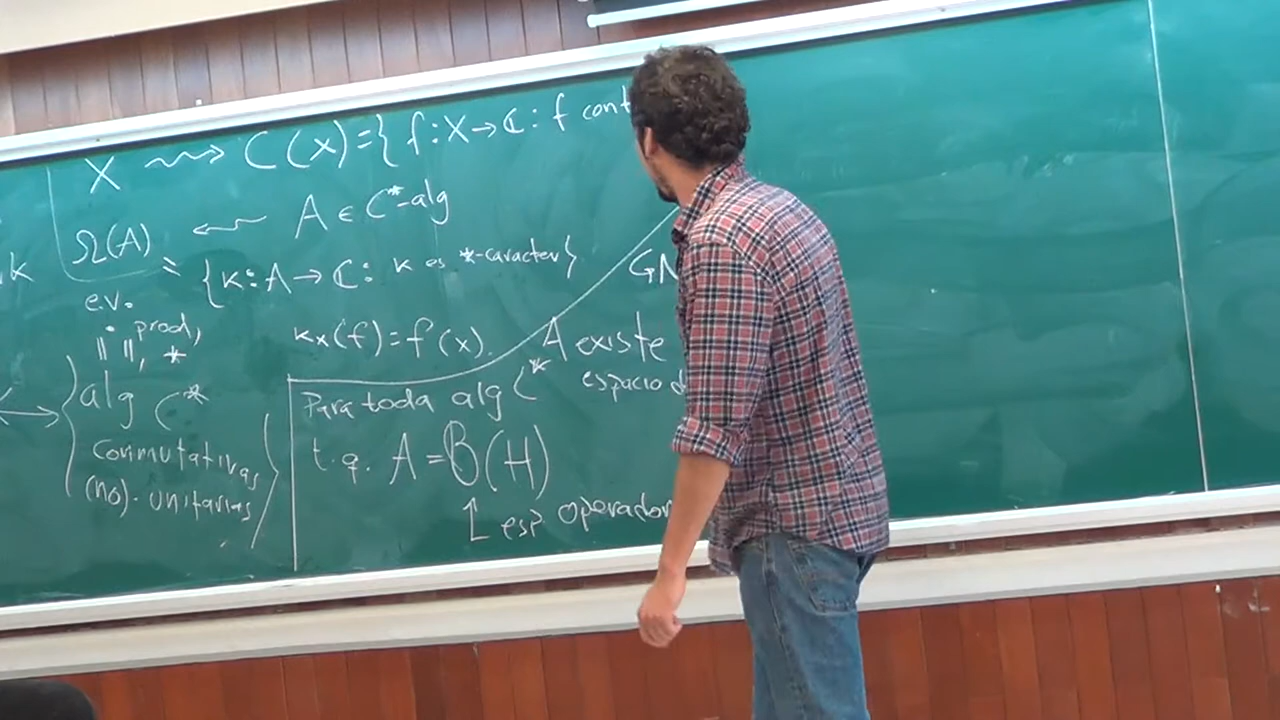 X ⇝ C(X)={ f:X→ℂ: f cont
Ω(A) ⇜ A ∈ C*-alg
= {κ:A→ℂ: κ es *-caracter}
k
e.v.
prod,
|| ||, *
κx(f)=f(x).
GN
A existe
espacio d
alg C*
conmutativas
(no)-unitarias
Para toda alg C*
t.q. A=B(H)
↑ esp operador